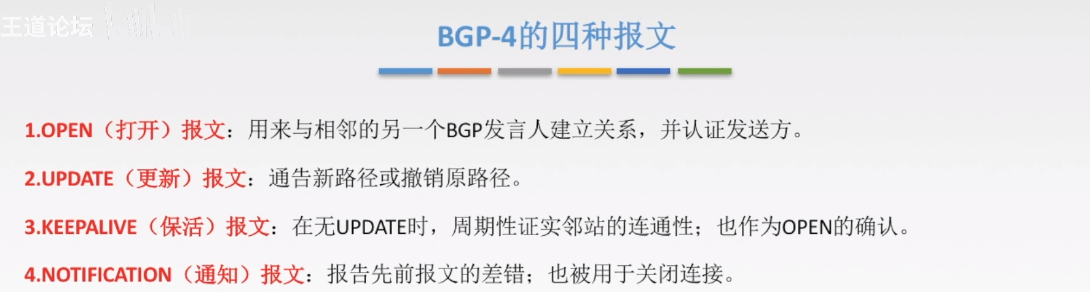 王道论坛
BGP-4的四种报文
1.OPEN（打开）报文：用来与相邻的另一个BGP发言人建立关系，并认证发送方。
2.UPDATE（更新）报文：通告新路径或撤销原路径。
3.KEEPALIVE（保活）报文：在无UPDATE时，周期性证实邻站的连通性；也作为OPEN的确认。
4.NOTIFICATION（通知）报文：报告先前报文的差错；也被用于关闭连接。